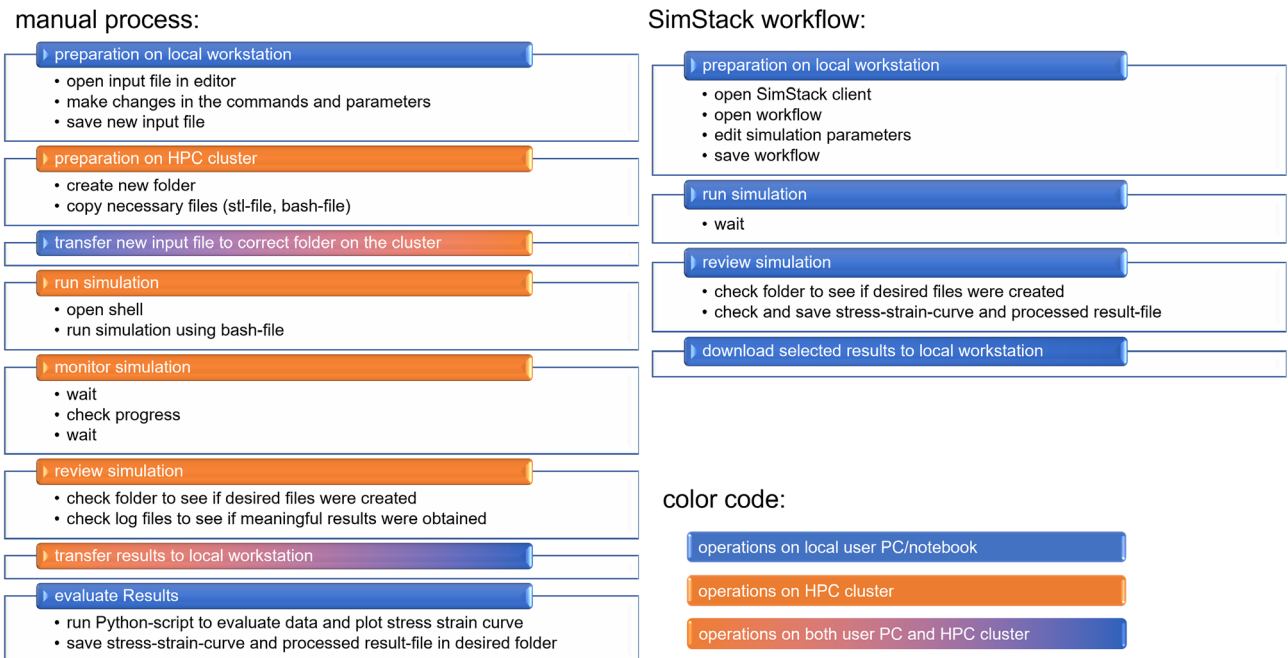 manual process:
preparation on local workstation
• open input file in editor
• make changes in the commands and parameters
• save new input file
preparation on HPC cluster
• create new folder
• copy necessary files (stl-file, bash-file)
transfer new input file to correct folder on the cluster
run simulation
• open shell
• run simulation using bash-file
monitor simulation
• wait
• check progress
• wait
review simulation
• check folder to see if desired files were created
• check log files to see if meaningful results were obtained
transfer results to local workstation
evaluate Results
• run Python-script to evaluate data and plot stress strain curve
• save stress-strain-curve and processed result-file in desired folder
SimStack workflow:
preparation on local workstation
• open SimStack client
• open workflow
• edit simulation parameters
• save workflow
run simulation
• wait
review simulation
• check folder to see if desired files were created
• check and save stress-strain-curve and processed result-file
download selected results to local workstation
color code:
operations on local user PC/notebook
operations on HPC cluster
operations on both user PC and HPC cluster